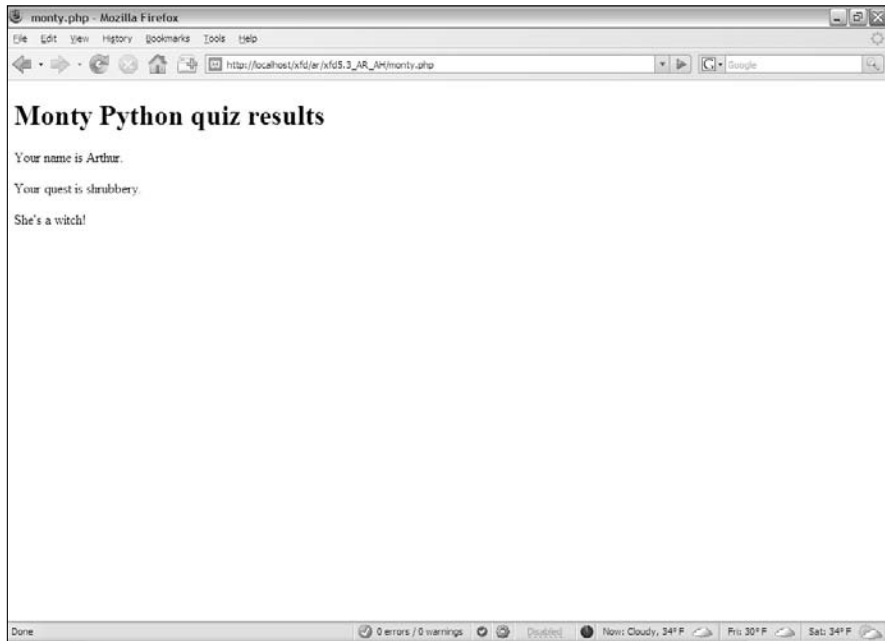 monty.php - Mozilla Firefox
File Edit View History Bookmarks Tools Help
http://localhost/xfd/ar/xfd5.3_AR_AH/monty.php
G Google
Monty Python quiz results
Your name is Arthur.
Your quest is shrubbery.
She's a witch!
Done 0 errors / 0 warnings Disabled Now: Cloudy, 34° F Fri: 30° F Sat: 34° F